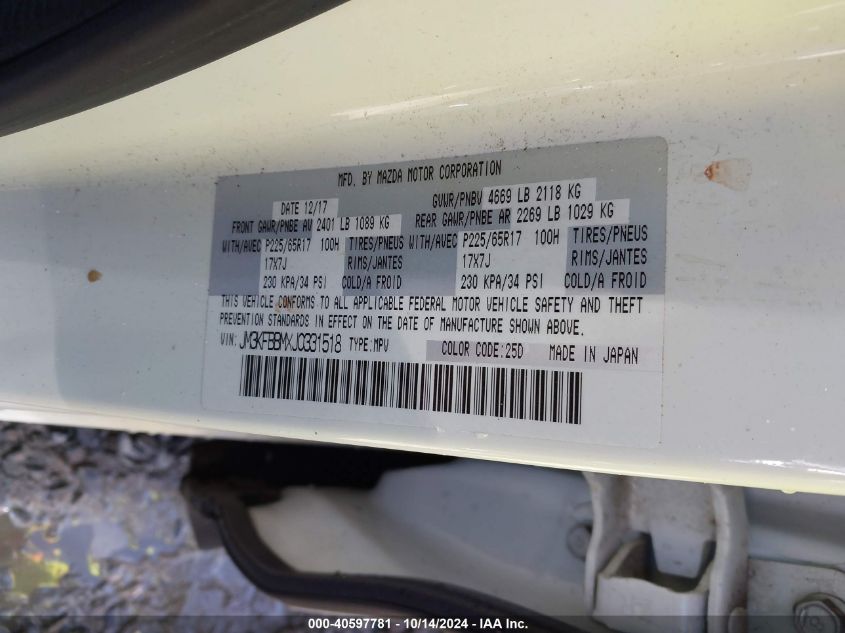 MFD. BY MAZDA MOTOR CORPORATION
DATE 12/17 GVWR/PNBV 4669 LB 2118 KG
FRONT GAWR/PNBE AV 2401 LB 1089 KG REAR GAWR/PNBE AR 2269 LB 1029 KG
WITH/AVEC P225/65R17 100H TIRES/PNEUS WITH/AVEC P225/65R17 100H TIRES/PNEUS
17X7J RIMS/JANTES 17X7J RIMS/JANTES
230 KPA/34 PSI COLD/A FROID 230 KPA/34 PSI COLD/A FROID
THIS VEHICLE CONFORMS TO ALL APPLICABLE FEDERAL MOTOR VEHICLE SAFETY AND THEFT
PREVENTION STANDARDS IN EFFECT ON THE DATE OF MANUFACTURE SHOWN ABOVE.
VIN: JM3KFBBMXJ0331518 TYPE:MPV COLOR CODE:25D MADE IN JAPAN
000-40597781 - 10/14/2024 - IAA Inc.